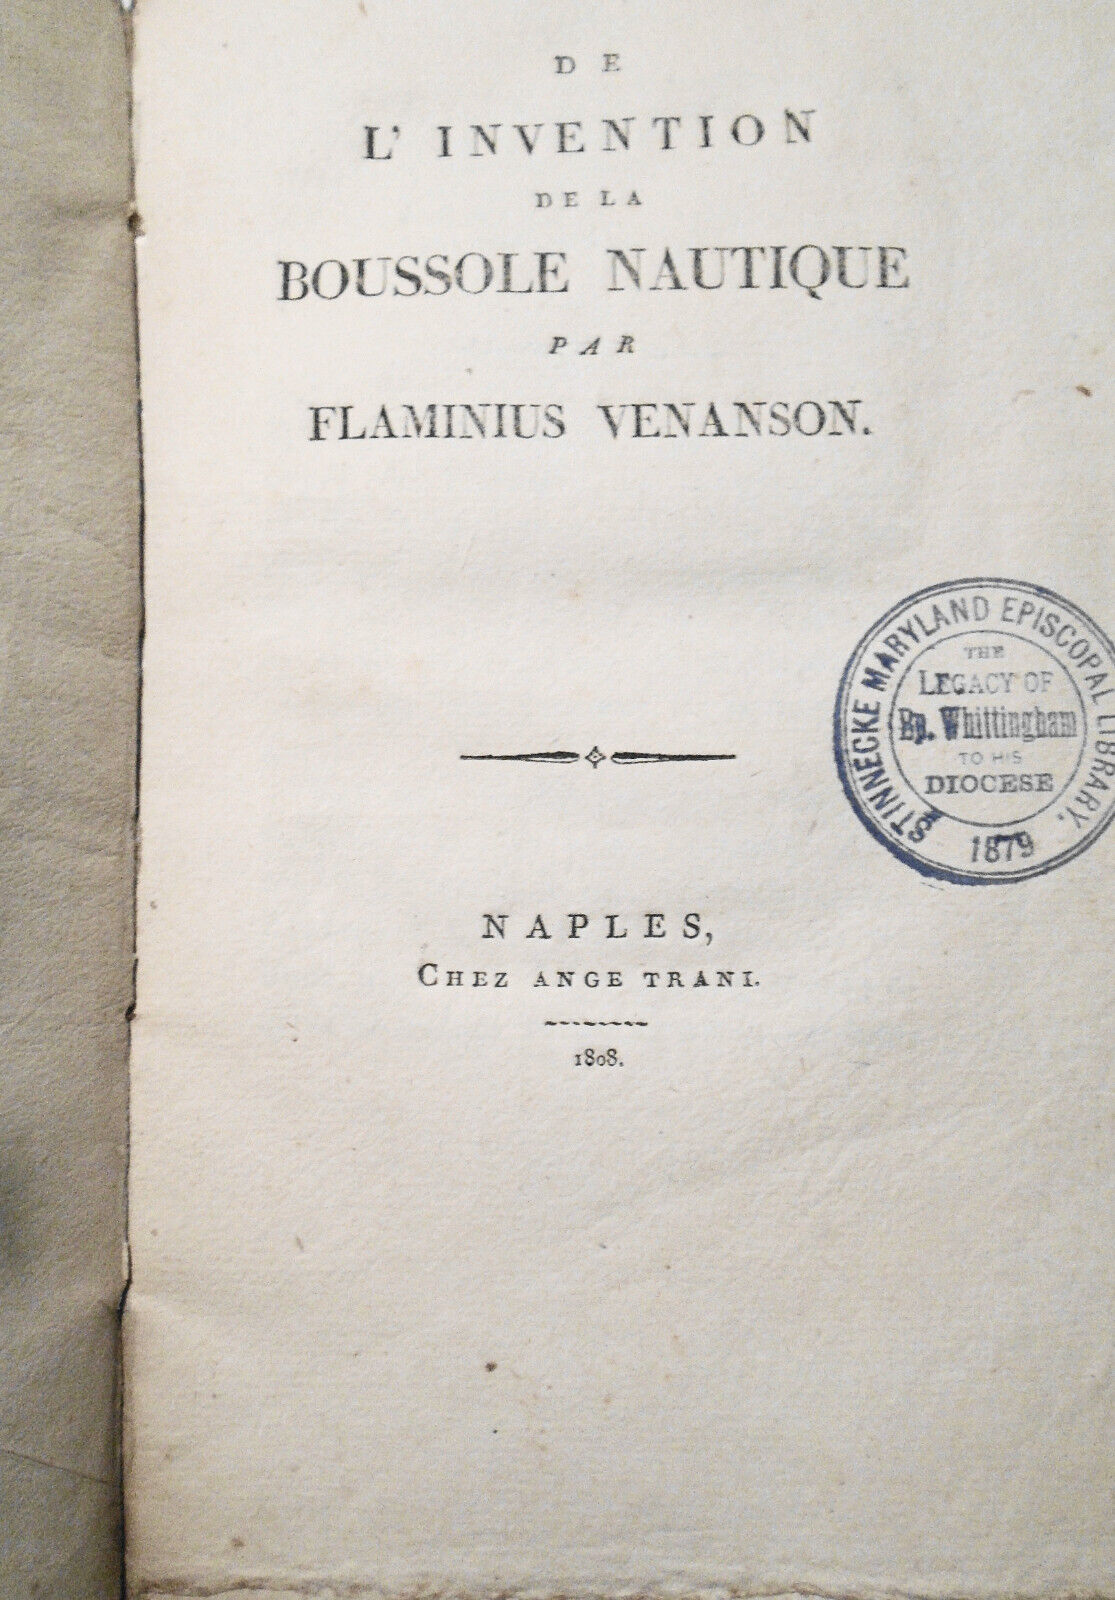 DE
L' INVENTION
DE LA
BOUSSOLE NAUTIQUE
PAR
FLAMINIUS VENANSON.
STINNECKE MARYLAND EPISCOPAL LIBRARY.
THE
LEGACY OF
Bp. Whittingham
TO HIS
DIOCESE
1879
NAPLES,
CHEZ ANGE TRANI.
1808.